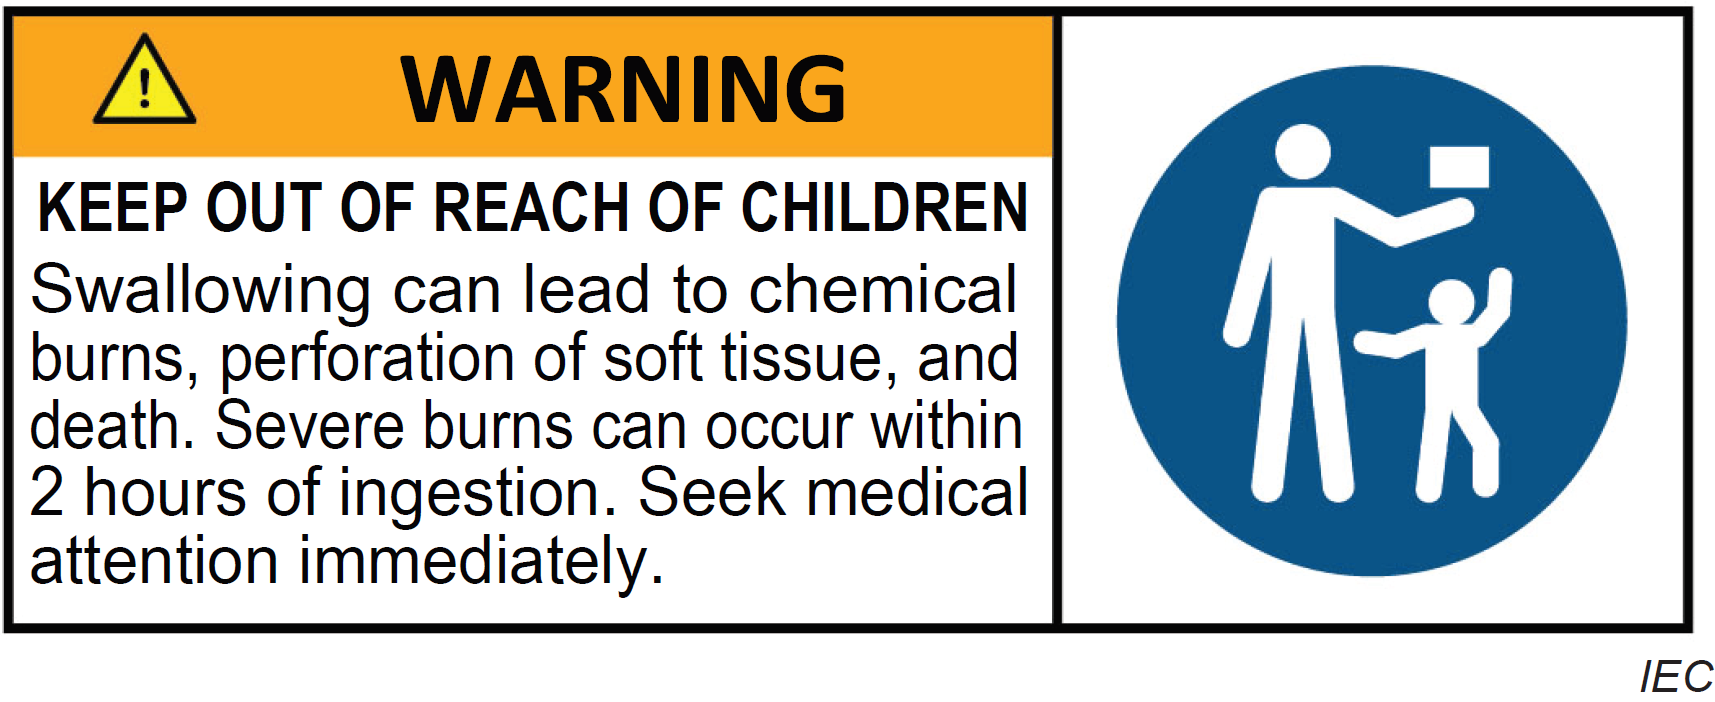 WARNING
KEEP OUT OF REACH OF CHILDREN
Swallowing can lead to chemical
burns, perforation of soft tissue, and
death. Severe burns can occur within
2 hours of ingestion. Seek medical
attention immediately.
IEC